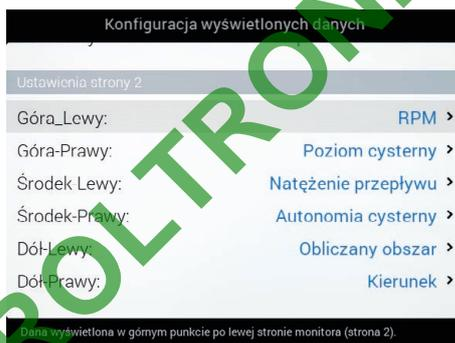 Konfiguracja wyświetlonych danych
Ustawienia strony 2
Góra_Lewy: RPM >
Góra-Prawy: Poziom cysterny >
Środek Lewy: Natężenie przepływu >
Środek-Prawy: Autonomia cysterny >
Dół-Lewy: Obliczany obszar >
Dół-Prawy: Kierunek >
Dana wyświetlona w górnym punkcie po lewej stronie monitora (strona 2).
ROLTRON